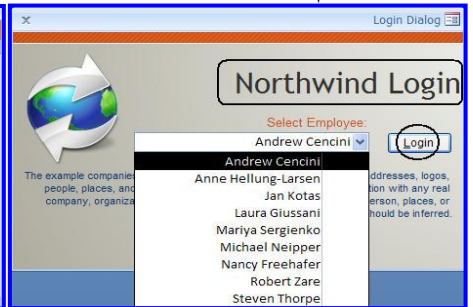 Login Dialog
Northwind Login
Select Employee:
Andrew Cencini
Login
Andrew Cencini
Anne Hellung-Larsen
Jan Kotas
Laura Giussani
Mariya Sergienko
Michael Neipper
Nancy Freehafer
Robert Zare
Steven Thorpe
The example companie
people, places, and
company, organiza
ddresses, logos,
tion with any real
erson, places, or
hould be inferred.